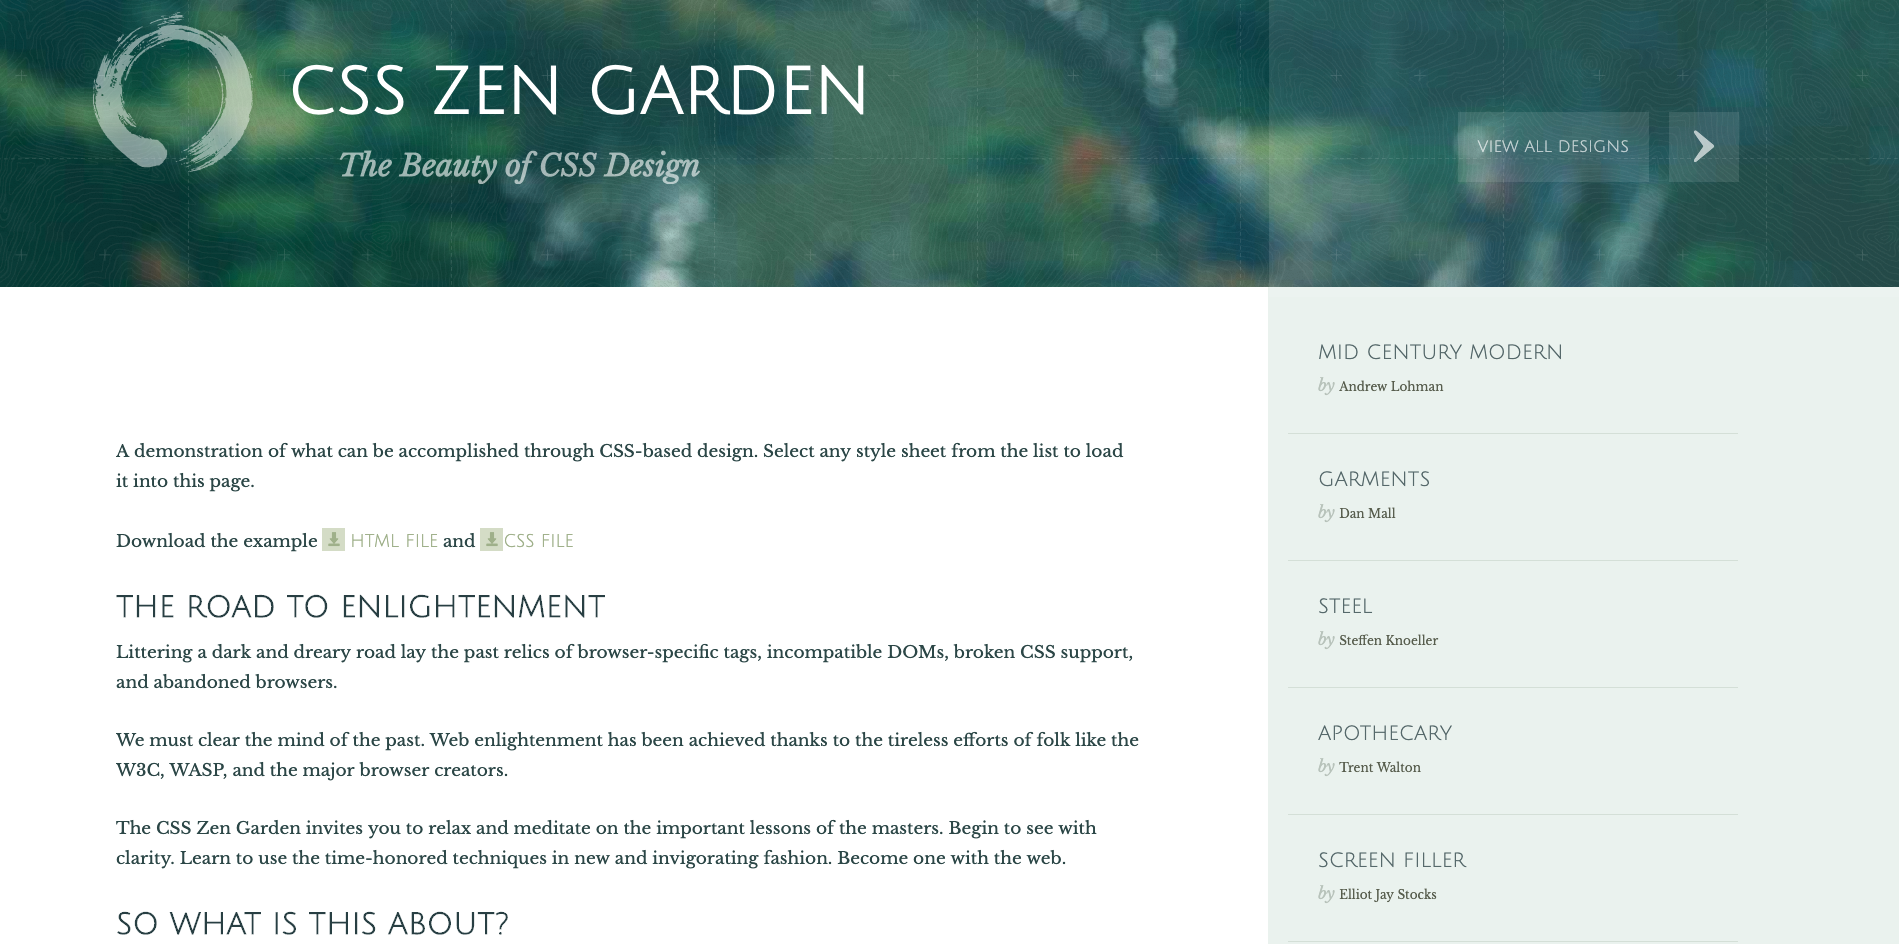 CSS ZEN GARDEN
The Beauty of CSS Design
VIEW ALL DESIGNS
A demonstration of what can be accomplished through CSS-based design. Select any style sheet from the list to load
it into this page.
Download the example HTML FILE and CSS FILE
THE ROAD TO ENLIGHTENMENT
Littering a dark and dreary road lay the past relics of browser-specific tags, incompatible DOMs, broken CSS support,
and abandoned browsers.
We must clear the mind of the past. Web enlightenment has been achieved thanks to the tireless efforts of folk like the
W3C, WASP, and the major browser creators.
The CSS Zen Garden invites you to relax and meditate on the important lessons of the masters. Begin to see with
clarity. Learn to use the time-honored techniques in new and invigorating fashion. Become one with the web.
SO WHAT IS THIS ABOUT?
MID CENTURY MODERN
by Andrew Lohman
GARMENTS
by Dan Mall
STEEL
by Steffen Knoeller
APOTHECARY
by Trent Walton
SCREEN FILLER
by Elliot Jay Stocks